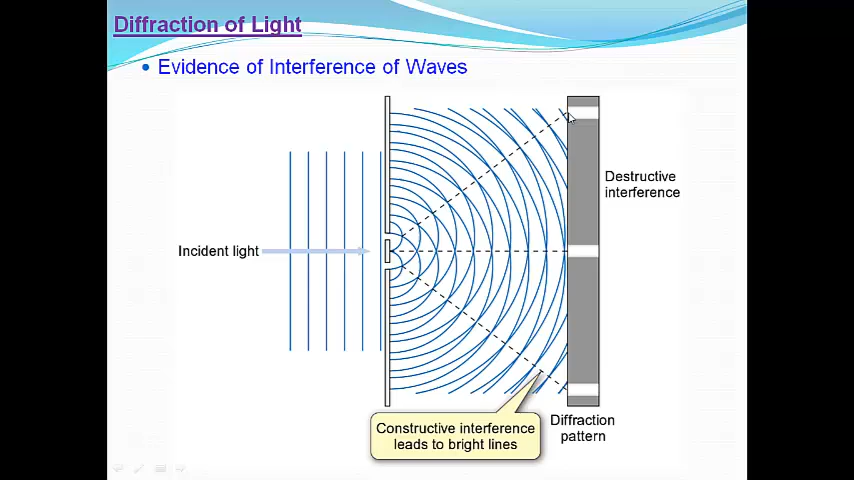 Diffraction of Light
• Evidence of Interference of Waves
Destructive
interference
Incident light
Constructive interference
leads to bright lines
Diffraction
pattern